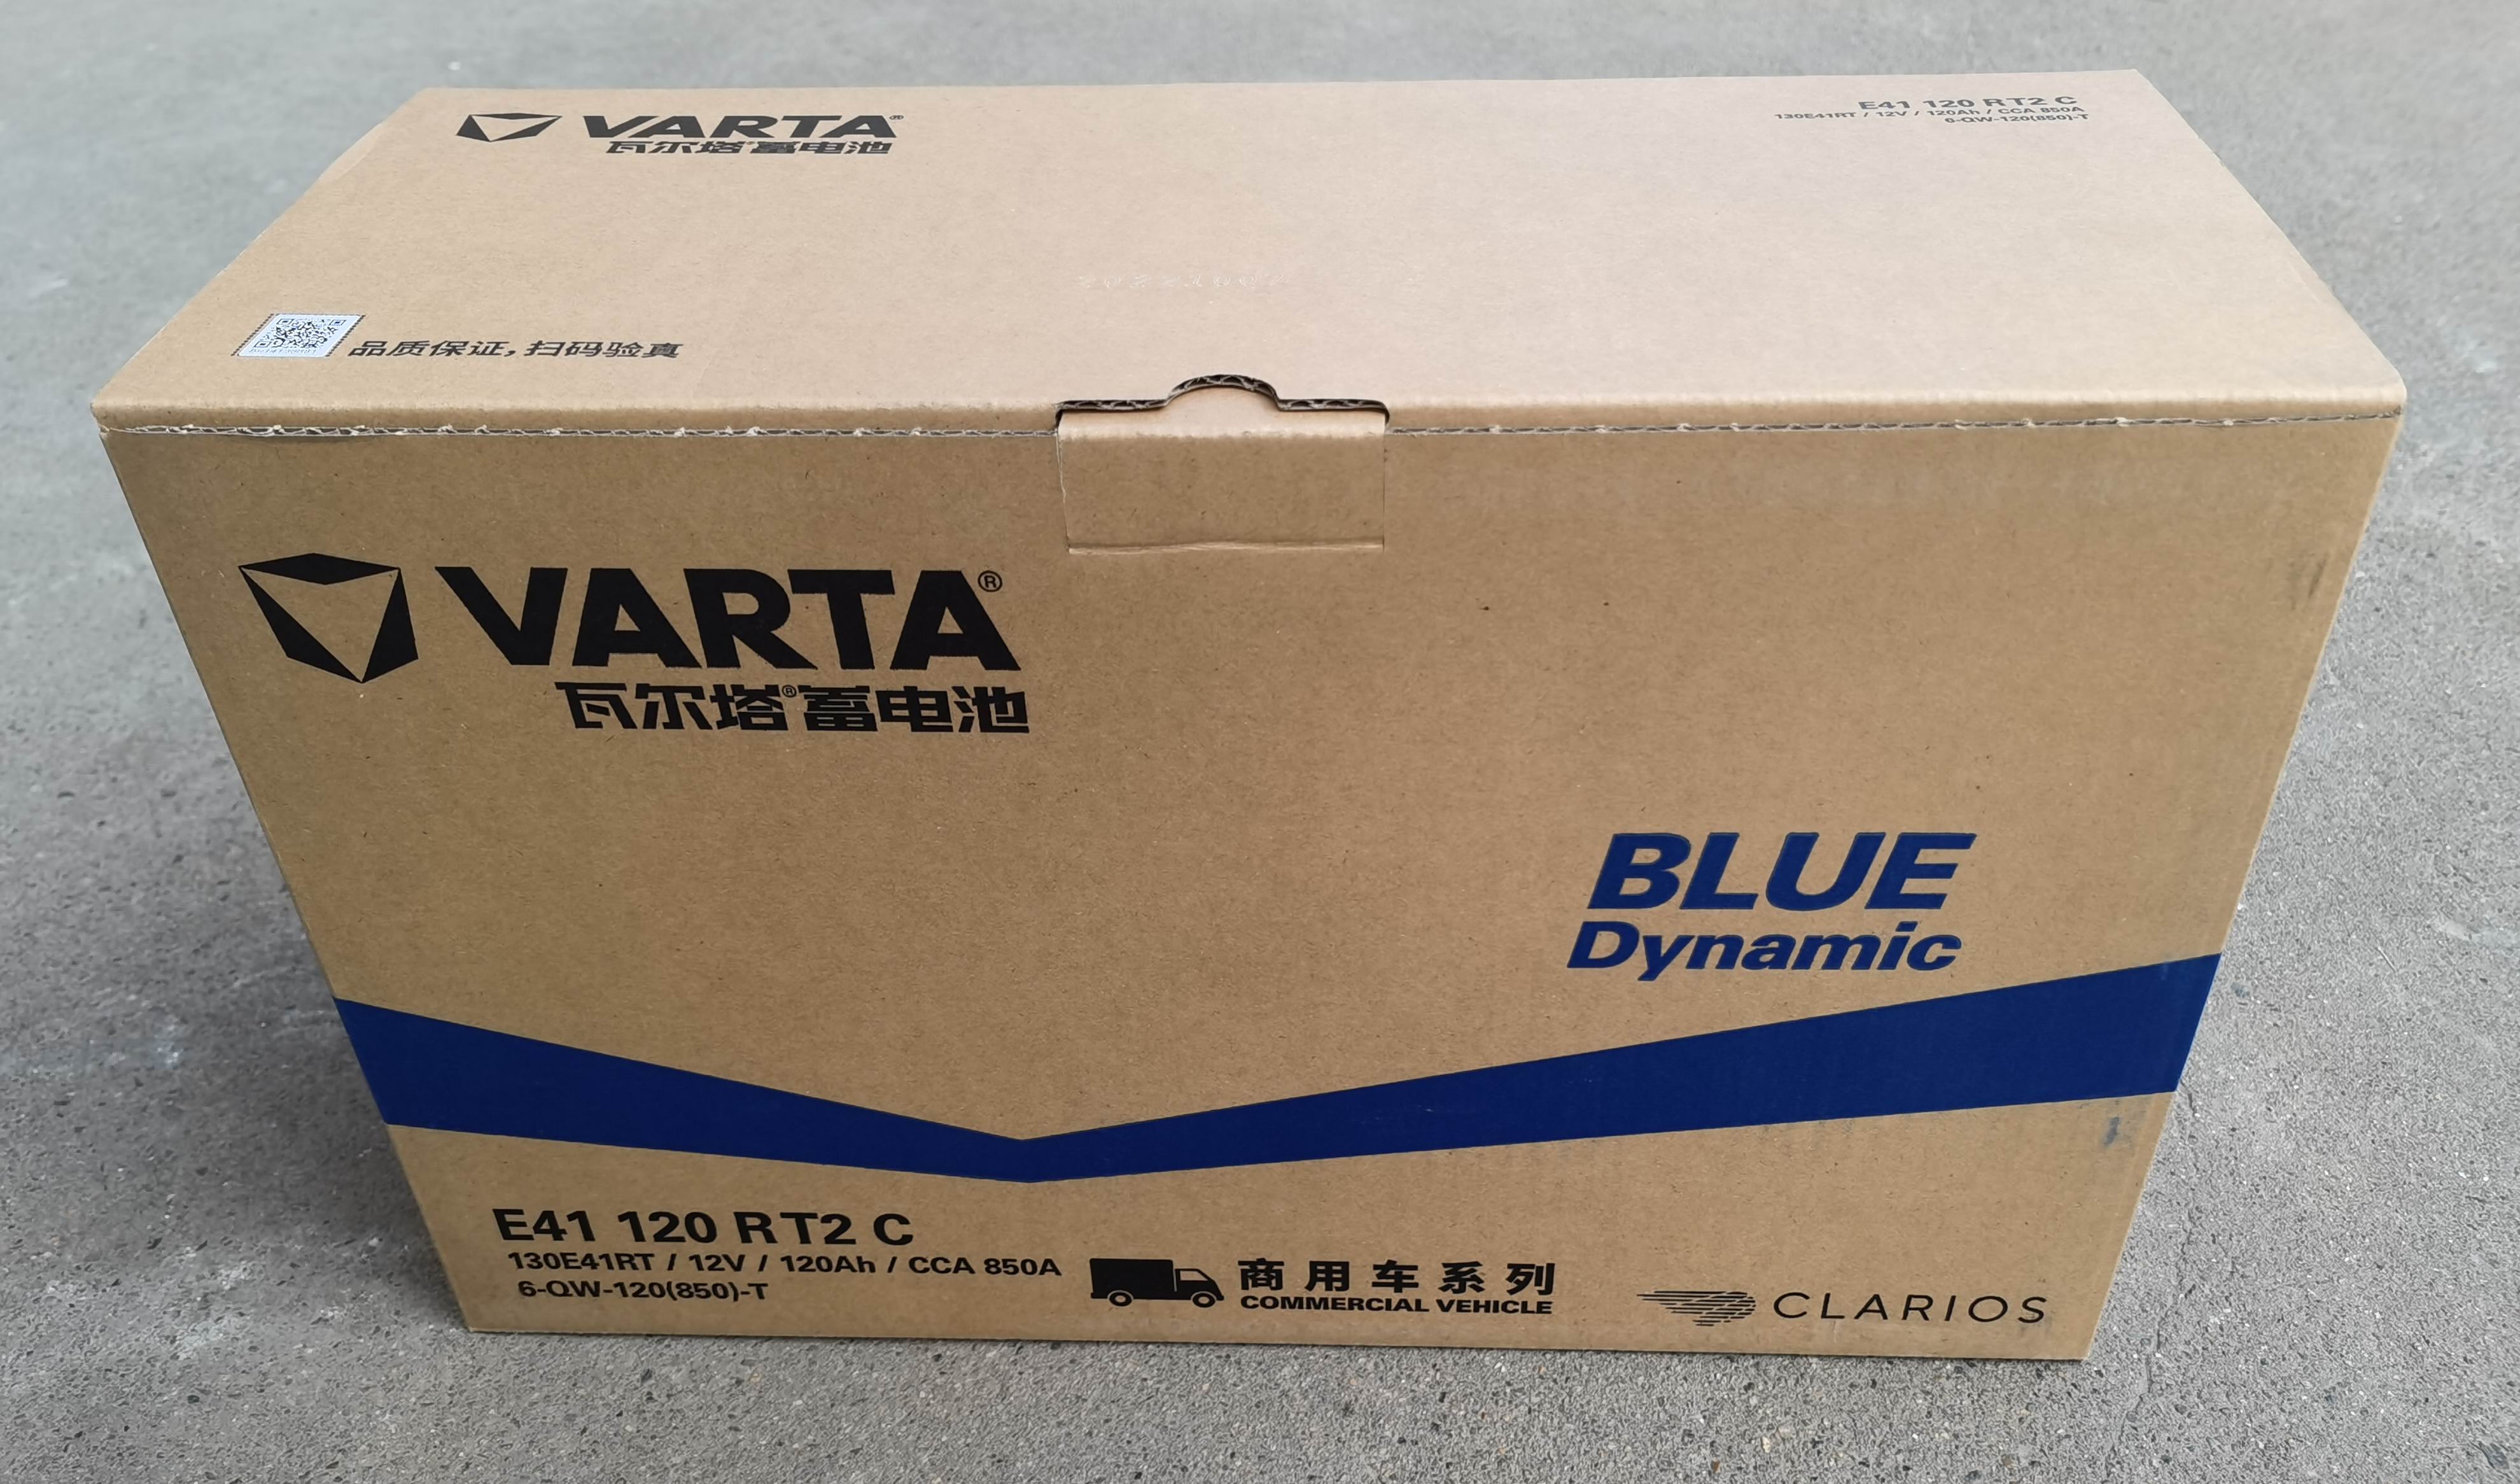 VARTA®
瓦尔塔®蓄电池
E41 120 RT2 C
130E41RT / 12V / 120Ah / CCA 850A
6-QW-120(850)-T
品质保证，扫码验真
VARTA®
瓦尔塔®蓄电池
BLUE
Dynamic
E41 120 RT2 C
130E41RT / 12V / 120Ah / CCA 850A
6-QW-120(850)-T
商用车系列
COMMERCIAL VEHICLE
CLARIOS